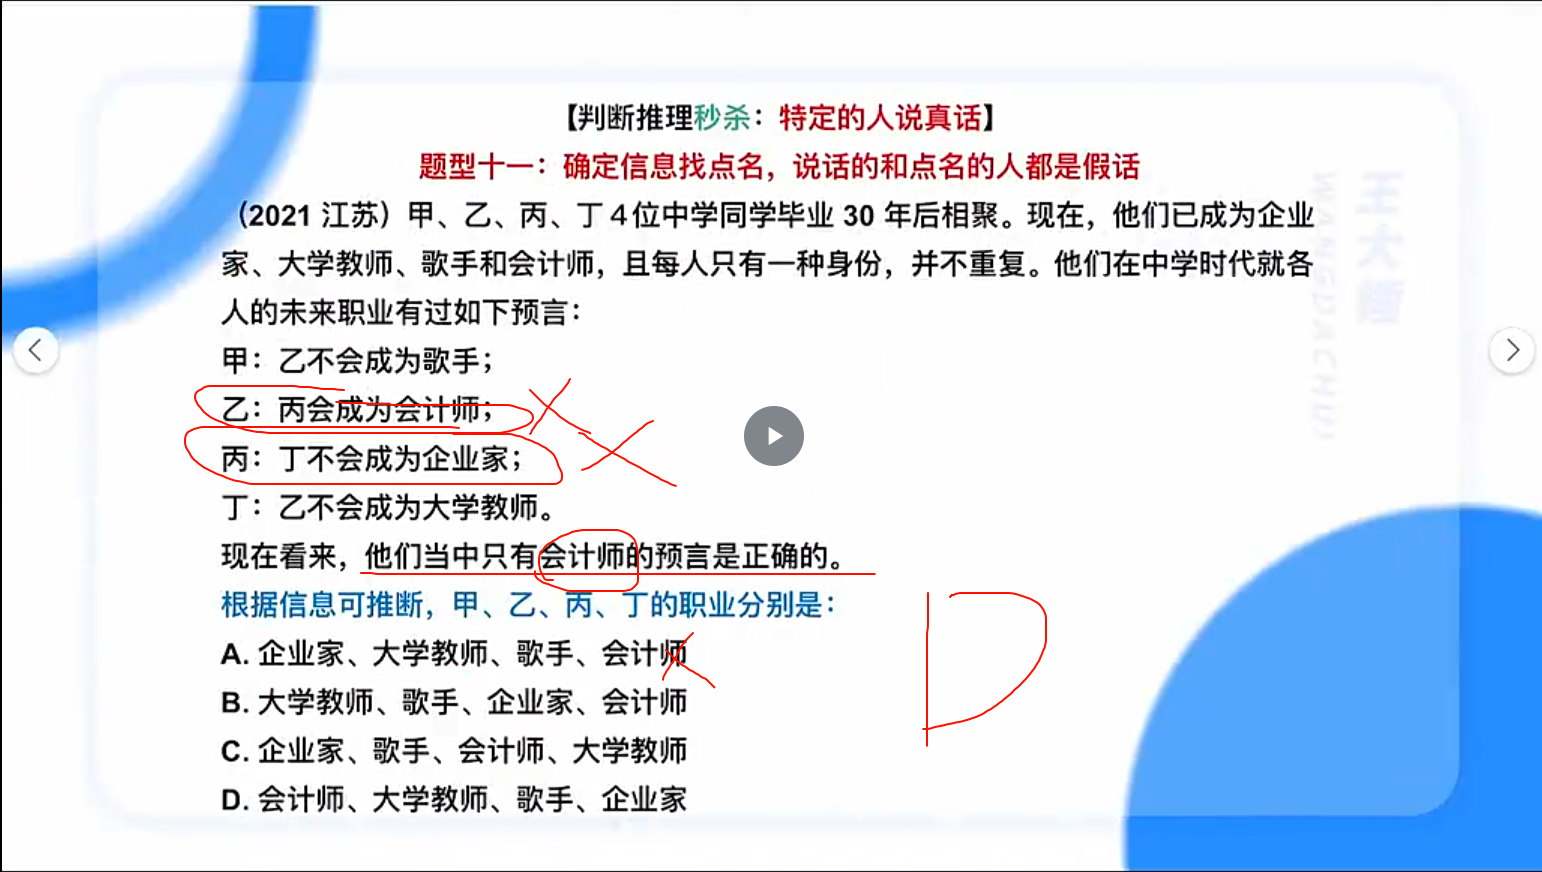 【判断推理秒杀：特定的人说真话】
题型十一：确定信息找点名，说话的和点名的人都是假话
（2021 江苏）甲、乙、丙、丁 4 位中学同学毕业 30 年后相聚。现在，他们已成为企业
家、大学教师、歌手和会计师，且每人只有一种身份，并不重复。他们在中学时代就各
人的未来职业有过如下预言：
甲：乙不会成为歌手；
乙：丙会成为会计师；
丙：丁不会成为企业家；
丁：乙不会成为大学教师。
现在看来，他们当中只有会计师的预言是正确的。
根据信息可推断，甲、乙、丙、丁的职业分别是：
A. 企业家、大学教师、歌手、会计师
B. 大学教师、歌手、企业家、会计师
C. 企业家、歌手、会计师、大学教师
D. 会计师、大学教师、歌手、企业家
D
王大
WANGDACHUI